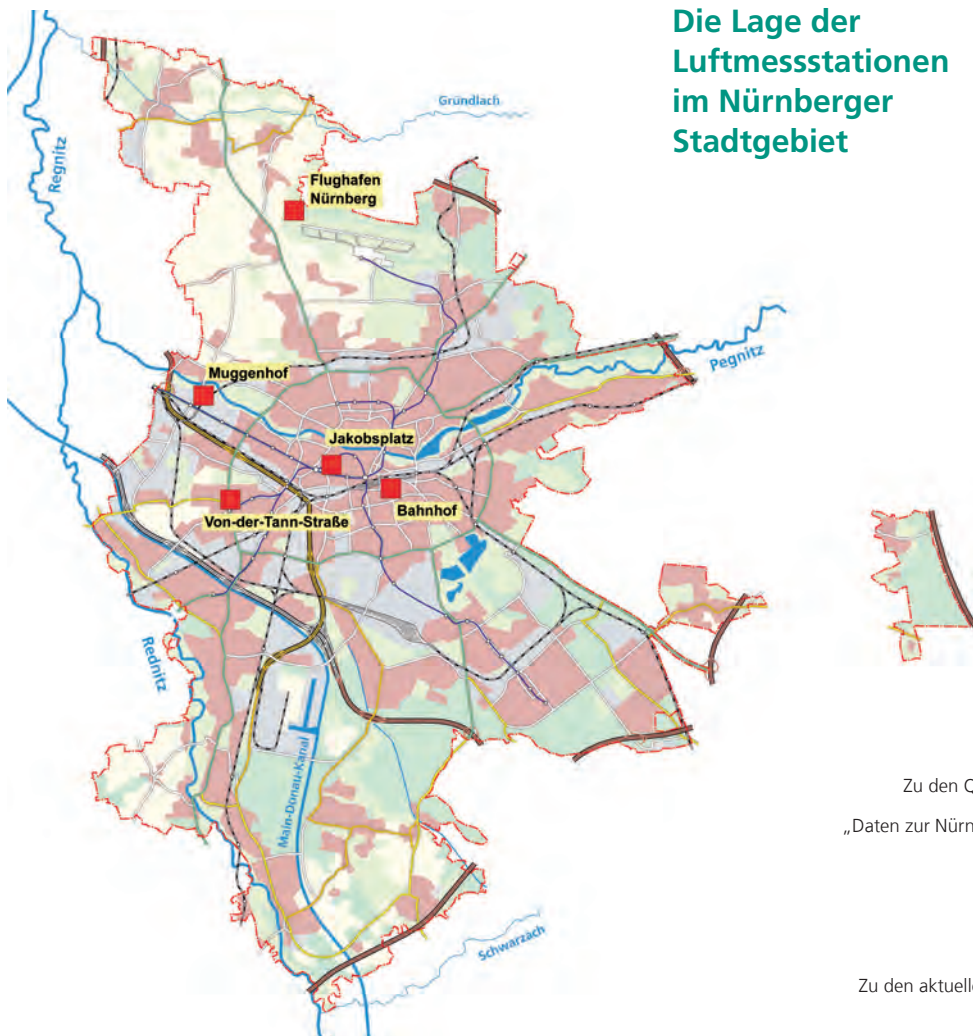 Die Lage der
Luftmessstationen
im Nürnberger
Stadtgebiet
Gründlach
Regnitz
Flughafen
Nürnberg
Pegnitz
Muggenhof
Jakobsplatz
Bahnhof
Von-der-Tann-Straße
Rednitz
Main-Donau-Kanal
Zu den Q
„Daten zur Nürn
Schwarzach
Zu den aktuelle